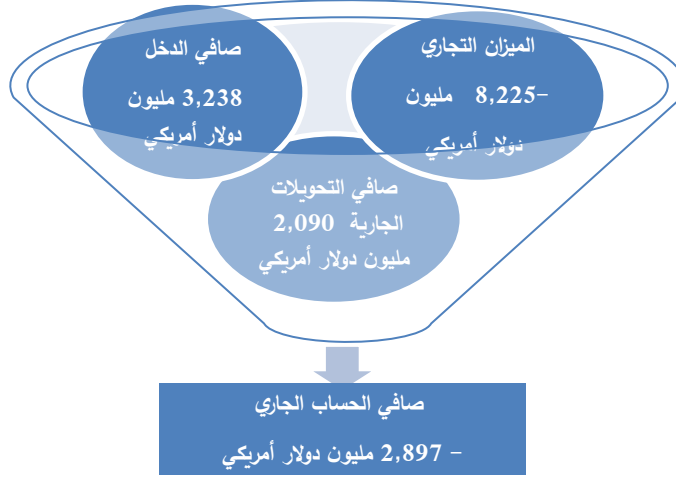 الميزان التجاري
-8,225 مليون
دولار أمريكي
صافي الدخل
3,238 مليون
دولار أمريكي
صافي التحويلات
الجارية 2,090
مليون دولار أمريكي
صافي الحساب الجاري
- 2,897 مليون دولار أمريكي